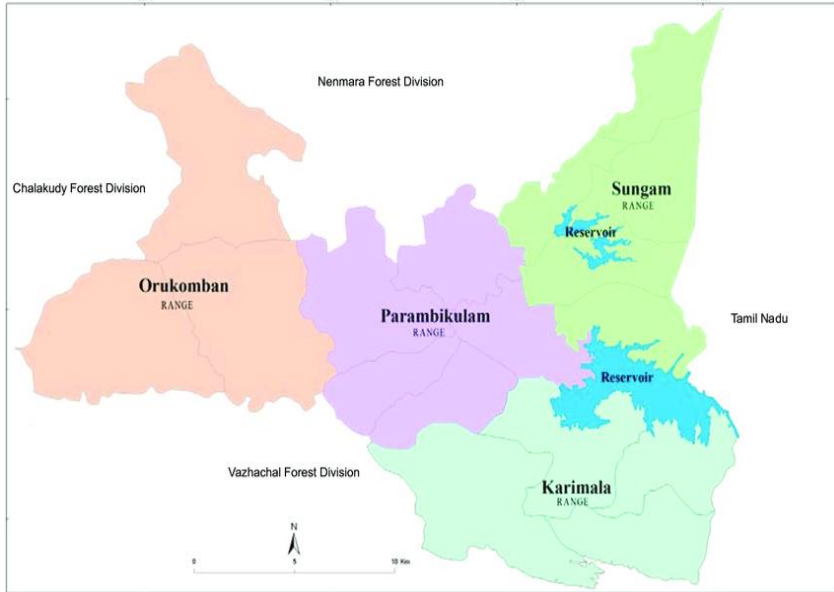 Nenmara Forest Division
Chalakudy Forest Division
Sungam
RANGE
Reservoir
Orukomban
RANGE
Parambikulam
RANGE
Tamil Nadu
Reservoir
Vazhachal Forest Division
Karimala
RANGE
N
0 5 10